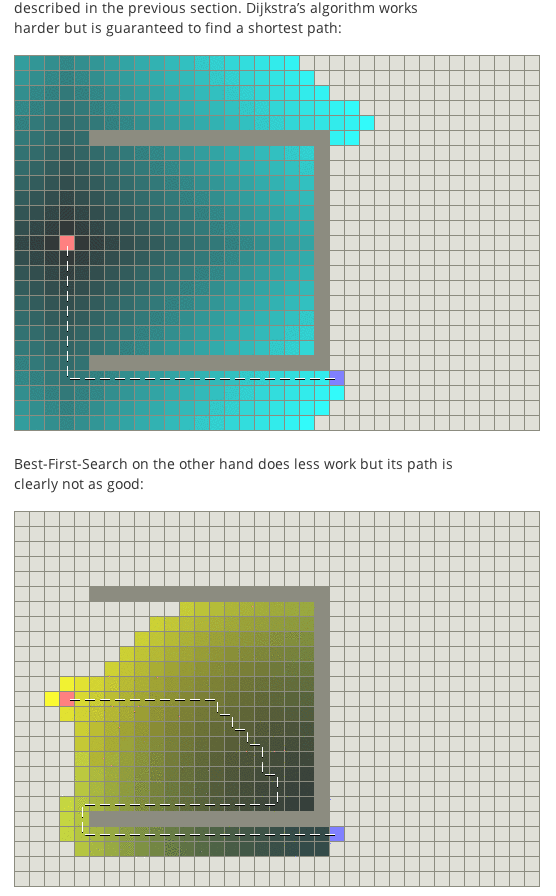 described in the previous section. Dijkstra’s algorithm works
harder but is guaranteed to find a shortest path:
Best-First-Search on the other hand does less work but its path is
clearly not as good: